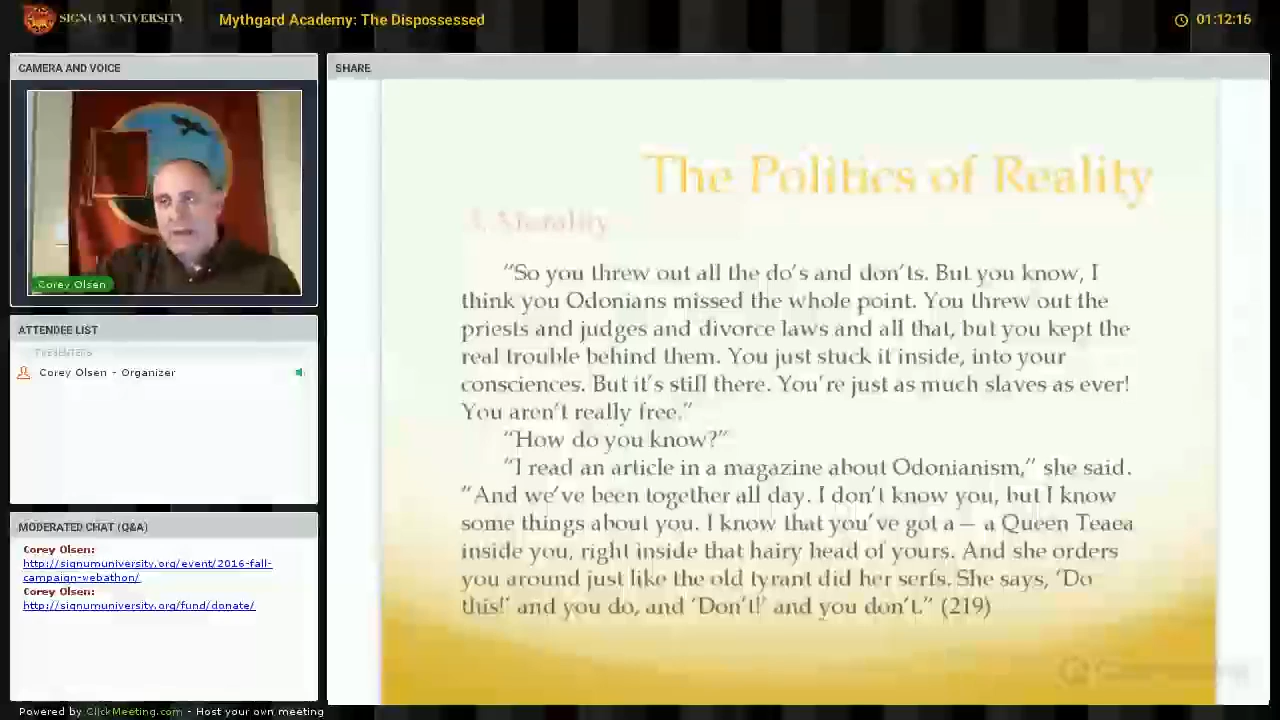 SIGNUM UNIVERSITY
Mythgard Academy: The Dispossessed
01:12:16
CAMERA AND VOICE
Corey Olsen
ATTENDEE LIST
PRESENTERS
Corey Olsen - Organizer
MODERATED CHAT (Q&A)
Corey Olsen:
http://signumuniversity.org/event/2016-fall-
campaign-webathon/
Corey Olsen:
http://signumuniversity.org/fund/donate/
Powered by ClickMeeting.com - Host your own meeting
SHARE
The Politics of Reality
3. Morality
“So you threw out all the do’s and don’ts. But you know, I
think you Odonians missed the whole point. You threw out the
priests and judges and divorce laws and all that, but you kept the
real trouble behind them. You just stuck it inside, into your
consciences. But it’s still there. You’re just as much slaves as ever!
You aren’t really free.”
“How do you know?”
“I read an article in a magazine about Odonianism,” she said.
“And we’ve been together all day. I don’t know you, but I know
some things about you. I know that you’ve got a — a Queen Teaea
inside you, right inside that hairy head of yours. And she orders
you around just like the old tyrant did her serfs. She says, ‘Do
this!’ and you do, and ‘Don’t!’ and you don’t.” (219)